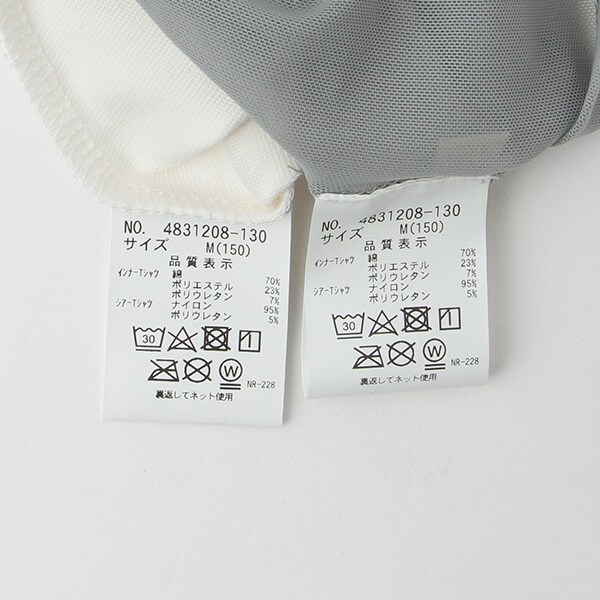 NO. 4831208-130
サイズ M(150)
品質表示
インナーTシャツ 綿 70%
ポリエステル 23%
ポリウレタン 7%
シアーTシャツ ナイロン 95%
ポリウレタン 5%
30
W
NR-228
裏返してネット使用
NO. 4831208-130
サイズ M(150)
品質表示
インナーTシャツ 綿 70%
ポリエステル 23%
ポリウレタン 7%
シアーTシャツ ナイロン 95%
ポリウレタン 5%
30
W
NR-228
裏返してネット使用